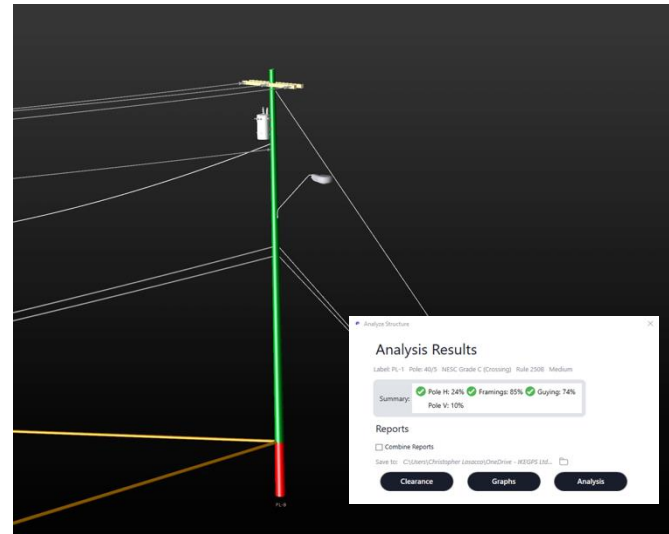 Analyze Structure
Analysis Results
Label: PL-1 Pole: 40/5 NESC Grade C (Crossing) Rule 250B Medium
Summary: Pole H: 24% Framings: 85% Guying: 74%
Pole V: 10%
Reports
Combine Reports
Save to: C:\Users\Christopher Losasso\OneDrive - IKEGPS Ltd...
Clearance Graphs Analysis